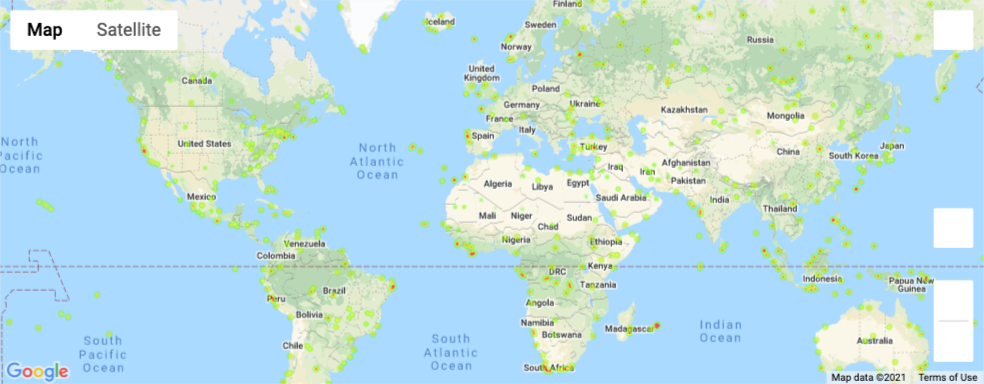 Map
Satellite
Iceland
Finland
Sweden
Norway
Russia
Canada
United
Kingdom
Poland
Germany
Ukraine
France
Kazakhstan
Mongolia
Italy
Spain
Turkey
United States
North
Pacific
Ocean
North
Atlantic
Ocean
China
Japan
South Korea
Afghanistan
Iraq
Iran
Pakistan
Algeria
Libya
Egypt
Saudi Arabia
India
Thailand
Mexico
Mali
Niger
Sudan
Chad
Nigeria
Ethiopia
Venezuela
Colombia
DRC
Kenya
Tanzania
Indonesia
Papua New
Guinea
Peru
Brazil
Bolivia
Angola
Namibia
Botswana
Madagascar
Indian
Ocean
Chile
South Africa
Australia
South
Pacific
Ocean
South
Atlantic
Ocean
Google
Map data ©2021
Terms of Use